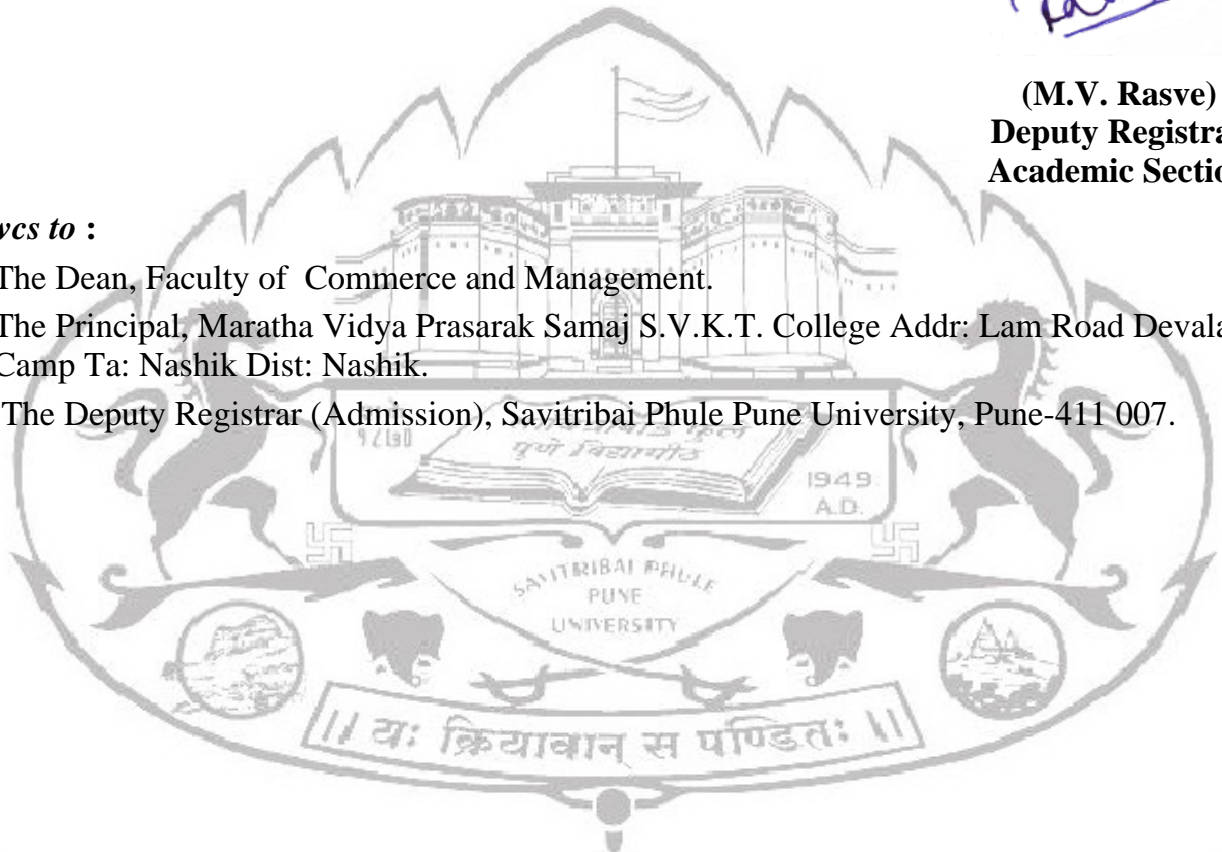 (M.V. Rasve)
Deputy Registra
Academic Sectio
wcs to :
The Dean, Faculty of Commerce and Management.
The Principal, Maratha Vidya Prasarak Samaj S.V.K.T. College Addr: Lam Road Devala
Camp Ta: Nashik Dist: Nashik.
The Deputy Registrar (Admission), Savitribai Phule Pune University, Pune-411 007.
पुणे विद्यापीठ
1949
A.D.
SAVITRIBAI PHULE
PUNE
UNIVERSITY
॥ यः क्रियावान् स पण्डितः ॥